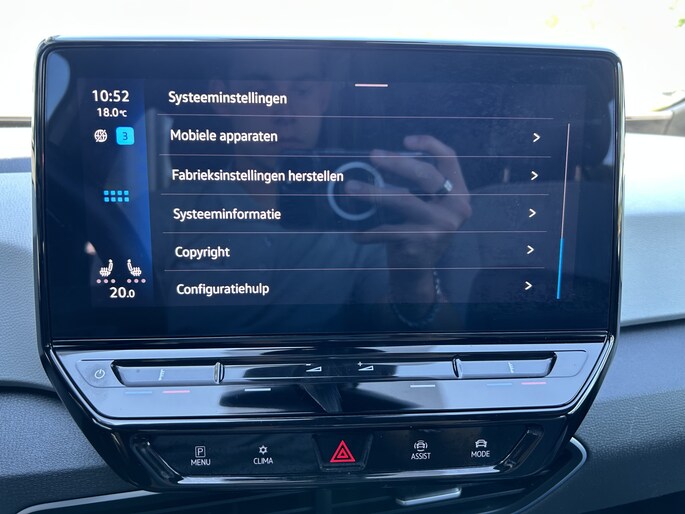 10:52
18.0°C
3
Systeeminstellingen
Mobiele apparaten
Fabrieksinstellingen herstellen
Systeeminformatie
Copyright
Configuratiehulp
20.0
P
MENU
CLIMA
ASSIST
MODE